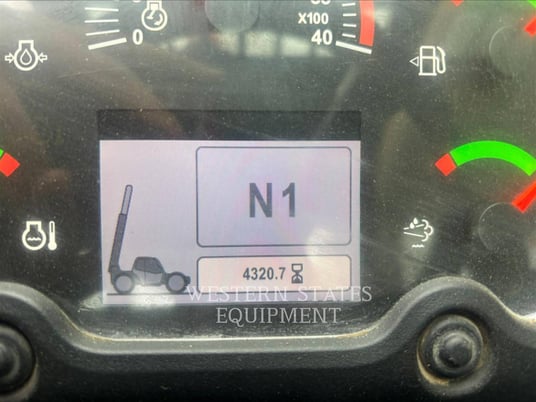 0
X100
40
N1
4320.7
WESTERN STATES
EQUIPMENT